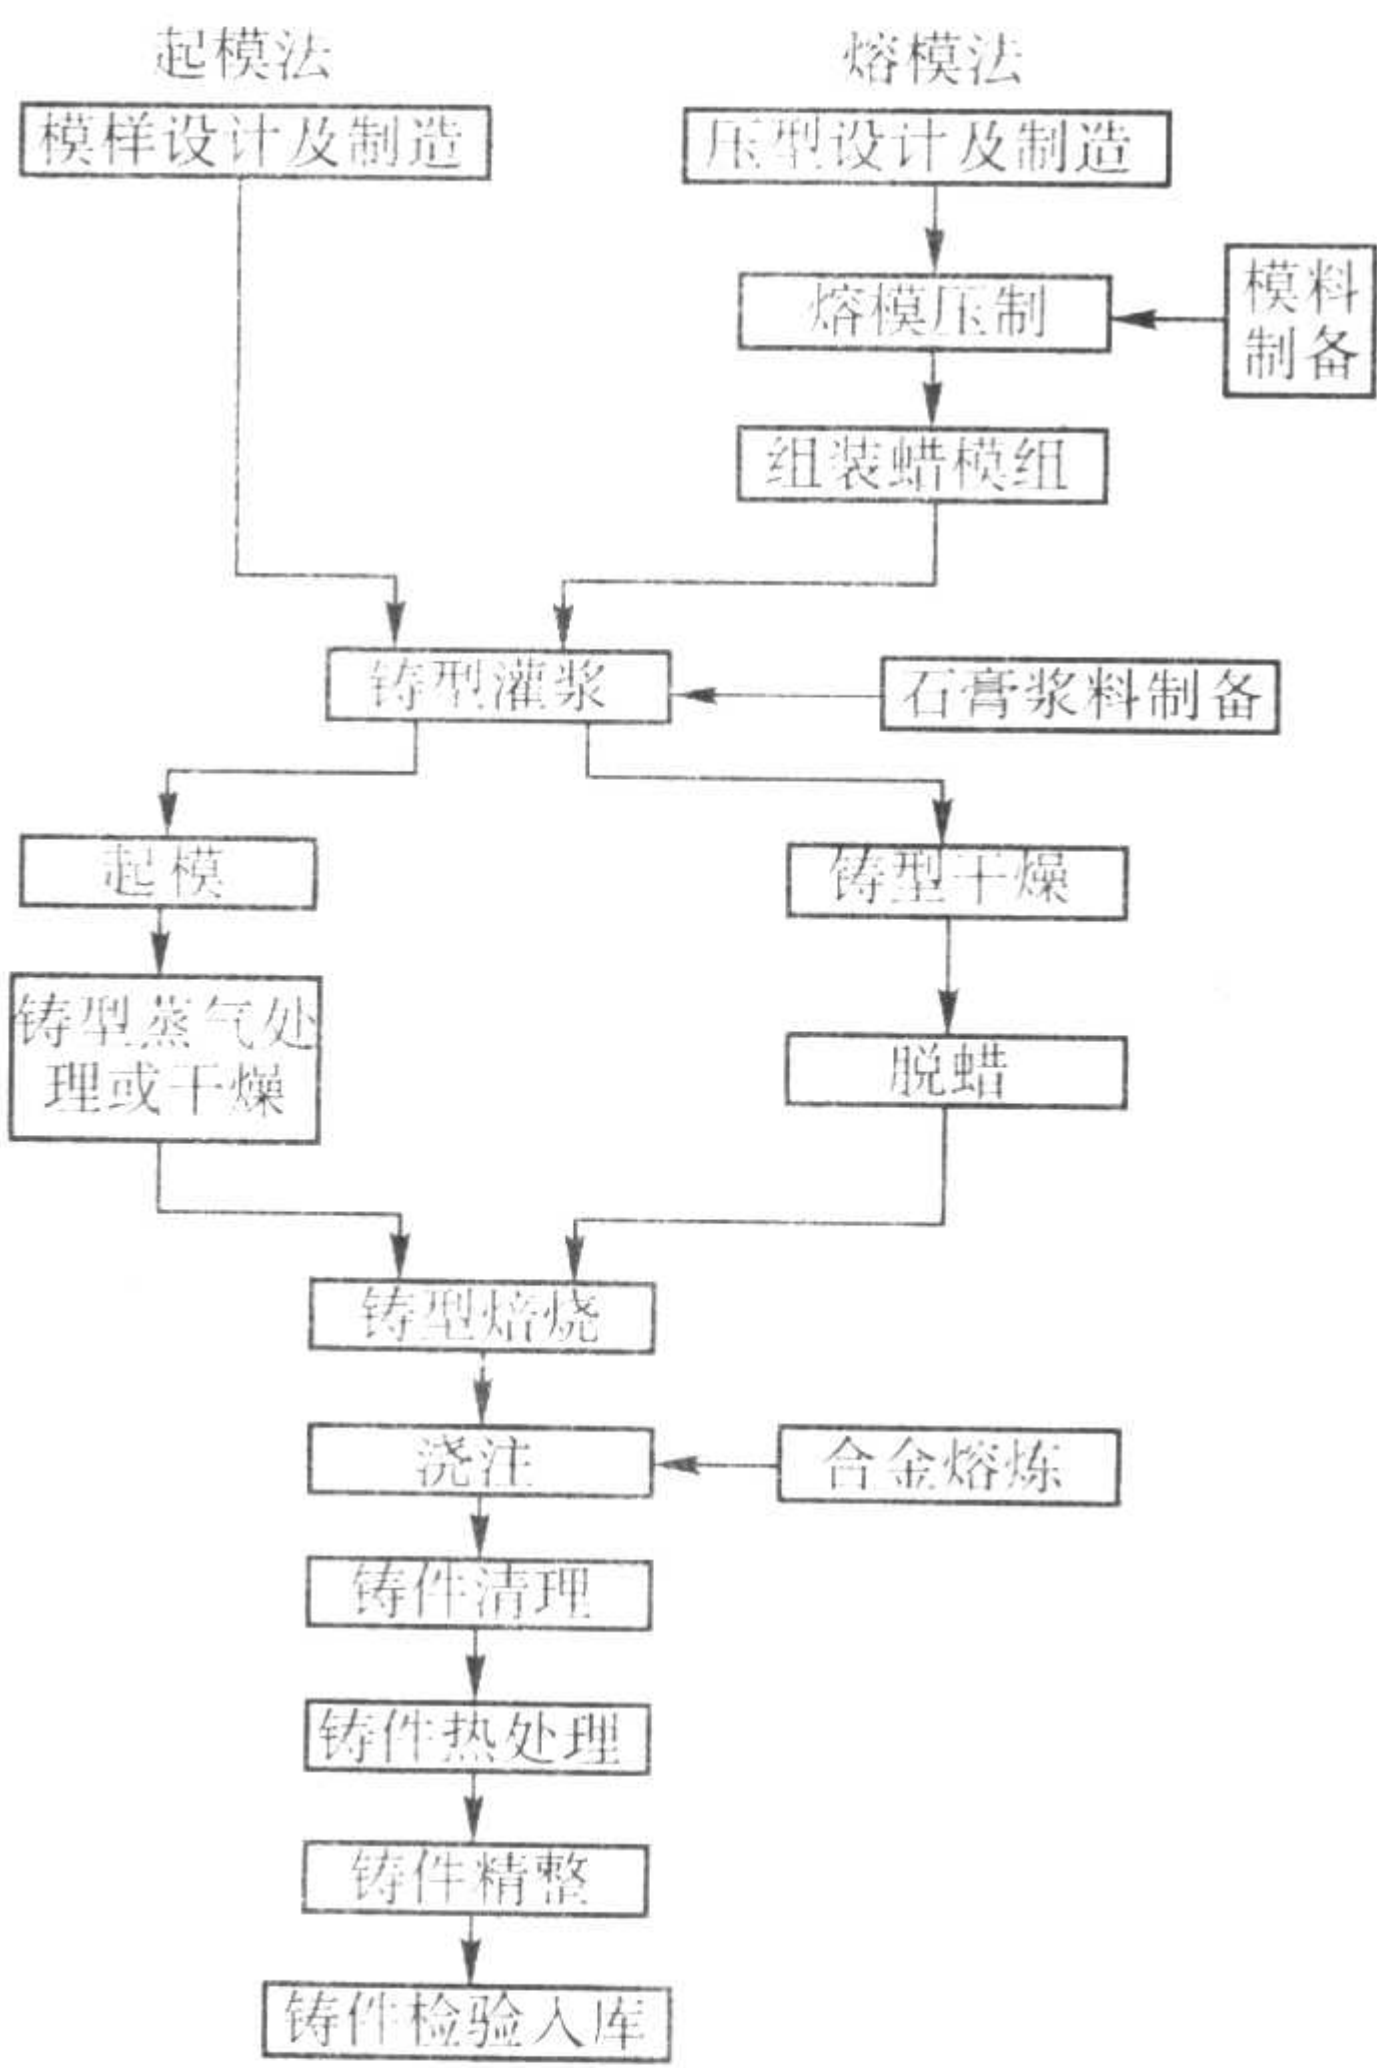 起模法
熔模法
模样设计及制造
压型设计及制造
熔模压制
模料
制备
组装蜡模组
铸型灌浆
石膏浆料制备
起模
铸型干燥
铸型蒸气处
理或干燥
脱蜡
铸型焙烧
浇注
合金熔炼
铸件清理
铸件热处理
铸件精整
铸件检验入库